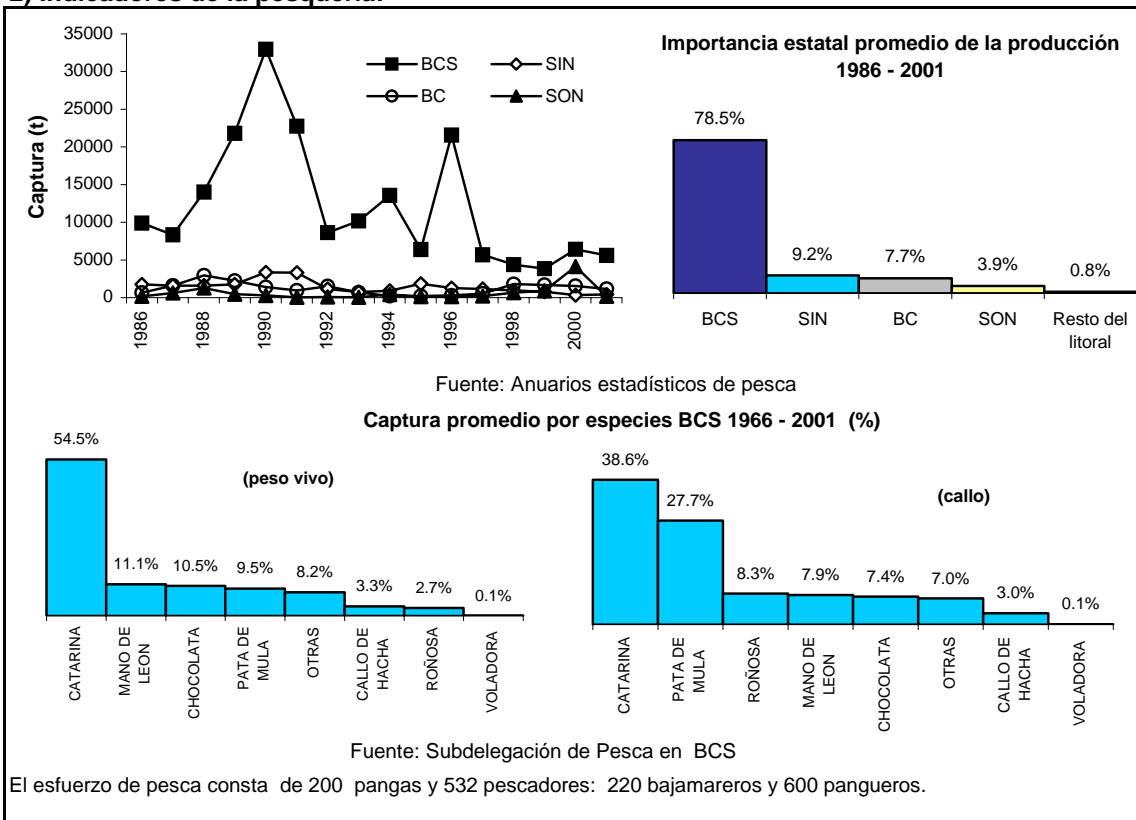 35000
30000
25000
20000
15000
10000
5000
0
Captura (t)
1986
1988
1990
1992
1994
1996
1998
2000
BCS
SIN
BC
SON
Importancia estatal promedio de la producción
1986 - 2001
78.5%
9.2%
7.7%
3.9%
0.8%
BCS
SIN
BC
SON
Resto del
litoral
Fuente: Anuarios estadísticos de pesca
Captura promedio por especies BCS 1966 - 2001 (%)
(peso vivo)
54.5%
11.1%
10.5%
9.5%
8.2%
3.3%
2.7%
0.1%
CATARINA
MANO DE
LEON
CHOCOLATA
PATA DE
MULA
OTRAS
CALLO DE
HACHA
ROÑOSA
VOLADORA
(callo)
38.6%
27.7%
8.3%
7.9%
7.4%
7.0%
3.0%
0.1%
CATARINA
PATA DE
MULA
ROÑOSA
MANO DE
LEON
CHOCOLATA
OTRAS
CALLO DE
HACHA
VOLADORA
Fuente: Subdelegación de Pesca en BCS
El esfuerzo de pesca consta de 200 pangas y 532 pescadores: 220 bajamareros y 600 pangueros.